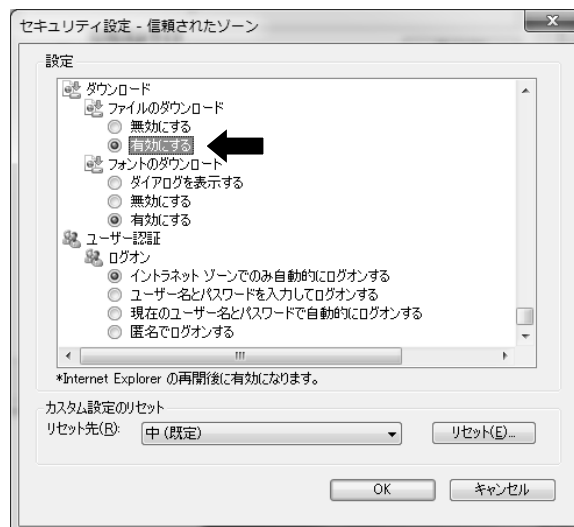 セキュリティ設定 - 信頼されたゾーン
設定
ダウンロード
ファイルのダウンロード
無効にする
有効にする
フォントのダウンロード
ダイアログを表示する
無効にする
有効にする
ユーザー認証
ログオン
イントラネット ゾーンでのみ自動的にログオンする
ユーザー名とパスワードを入力してログオンする
現在のユーザー名とパスワードで自動的にログオンする
匿名でログオンする
*Internet Explorer の再開後に有効になります。
カスタム設定のリセット
リセット先(R): 中 (既定) リセット(E)...
OK キャンセル